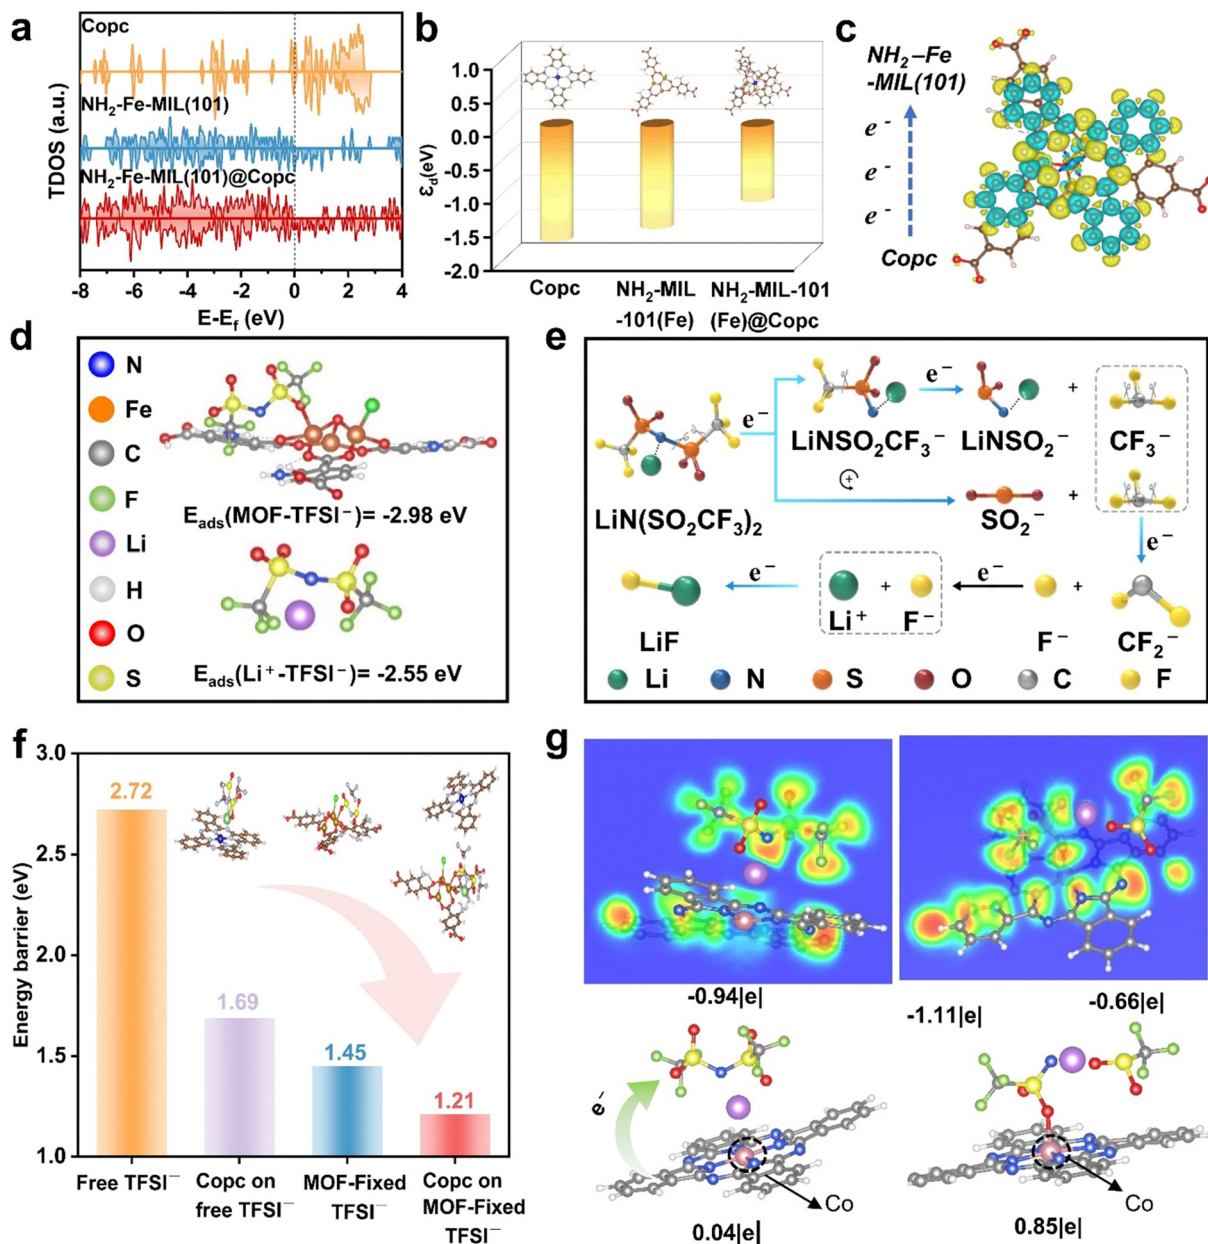 a
Copc
NH₂-Fe-MIL(101)
NH₂-Fe-MIL(101)@Copc
TDOS (a.u.)
-8 -6 -4 -2 0 2 4
E-E_f (eV)
b
1.0
0.5
0.0
-0.5
-1.0
-1.5
-2.0
Ɛ_d(eV)
Copc
NH₂-MIL
-101(Fe)
NH₂-MIL-101
(Fe)@Copc
c
NH₂–Fe
-MIL(101)
e⁻
e⁻
e⁻
Copc
d
N
Fe
C
F
Li
H
O
S
E_ads(MOF-TFSI⁻)= -2.98 eV
E_ads(Li⁺-TFSI⁻)= -2.55 eV
e
LiN(SO₂CF₃)₂
e⁻
LiNSO₂CF₃⁻
e⁻
LiNSO₂⁻
+
CF₃⁻
SO₂⁻
+
e⁻
LiF
e⁻
Li⁺
+
F⁻
e⁻
F⁻
+
CF₂⁻
Li N S O C F
f
3.0
2.5
2.0
1.5
1.0
Energy barrier (eV)
2.72
1.69
1.45
1.21
Free TFSI⁻
Copc on
free TFSI⁻
MOF-Fixed
TFSI⁻
Copc on
MOF-Fixed
TFSI⁻
g
-0.94|e|
e⁻
Co
0.04|e|
-1.11|e|
-0.66|e|
Co
0.85|e|